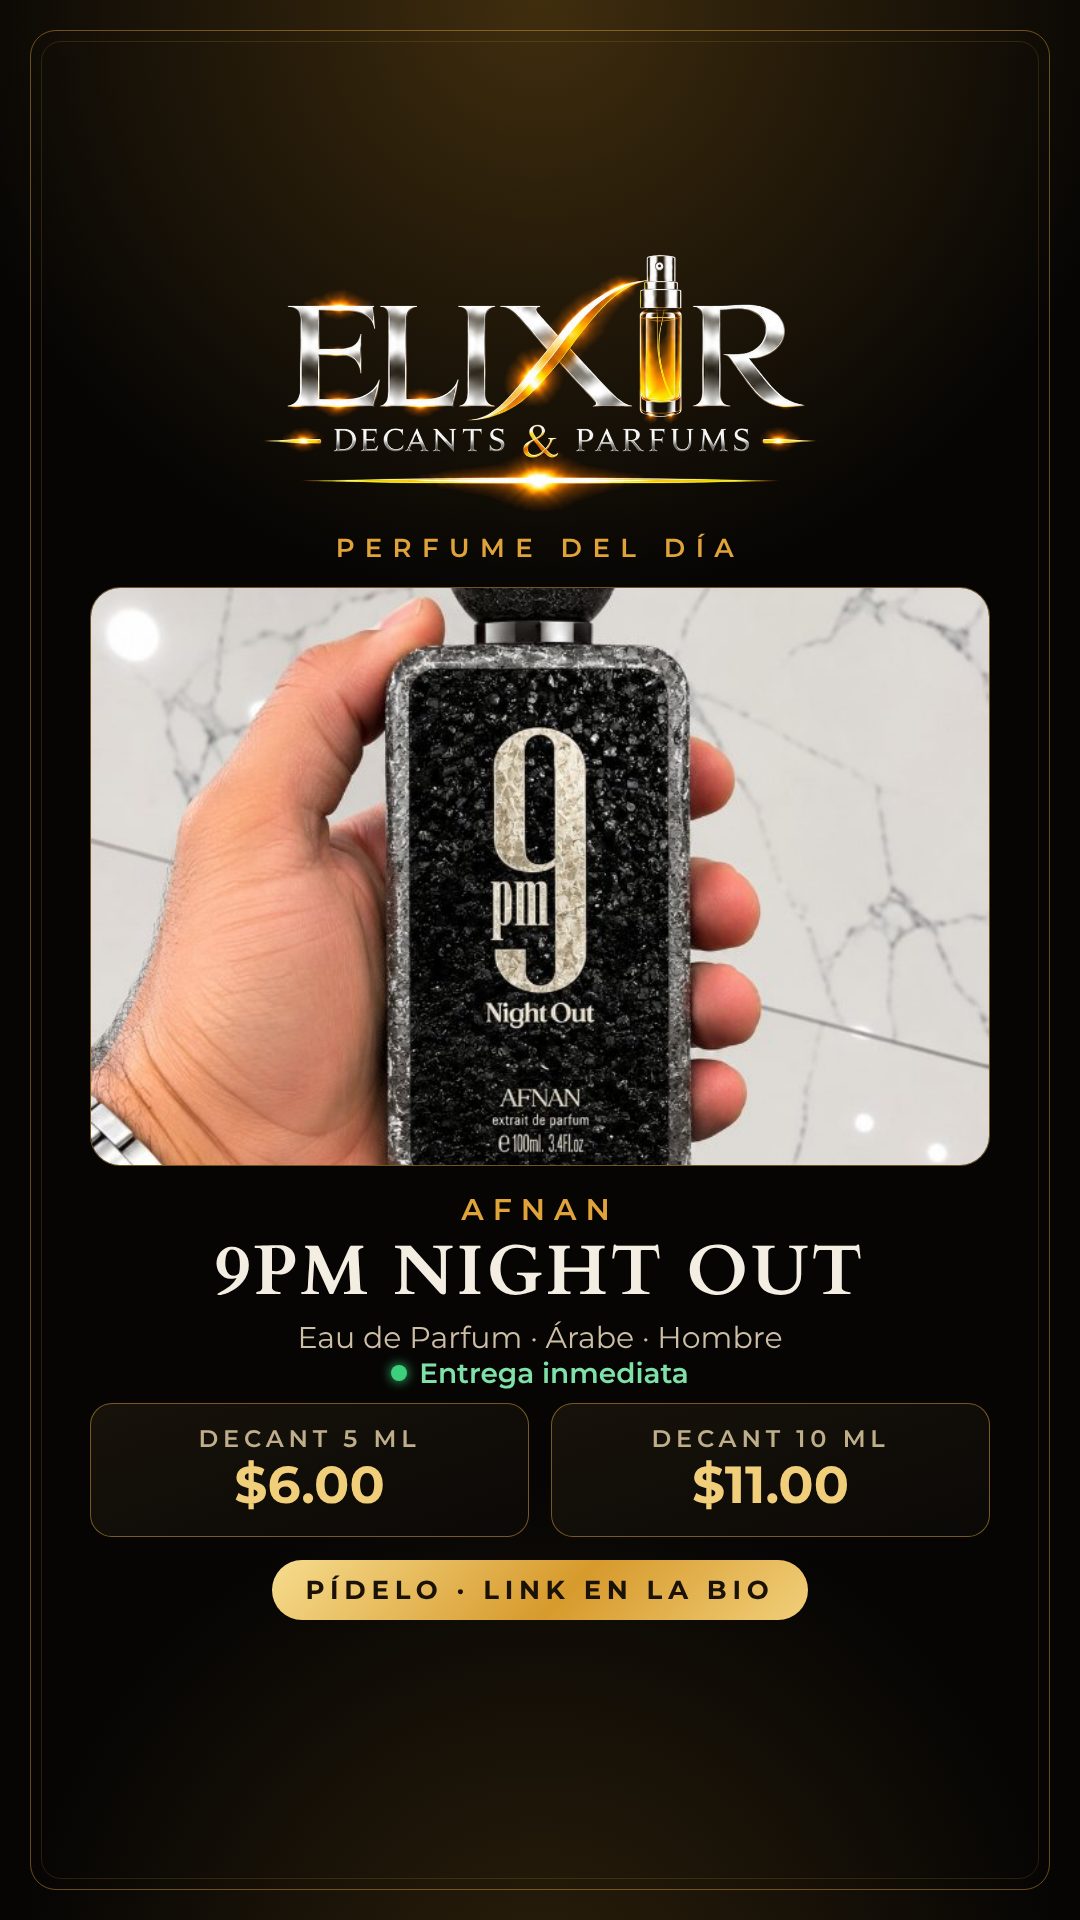 ELIXIR
DECANTS & PARFUMS
PERFUME DEL DÍA
9
pm
Night Out
AFNAN
extrait de parfum
e 100ml. 3.4Fl.oz
AFNAN
9PM NIGHT OUT
Eau de Parfum · Árabe · Hombre
Entrega inmediata
DECANT 5 ML
$6.00
DECANT 10 ML
$11.00
PÍDELO · LINK EN LA BIO